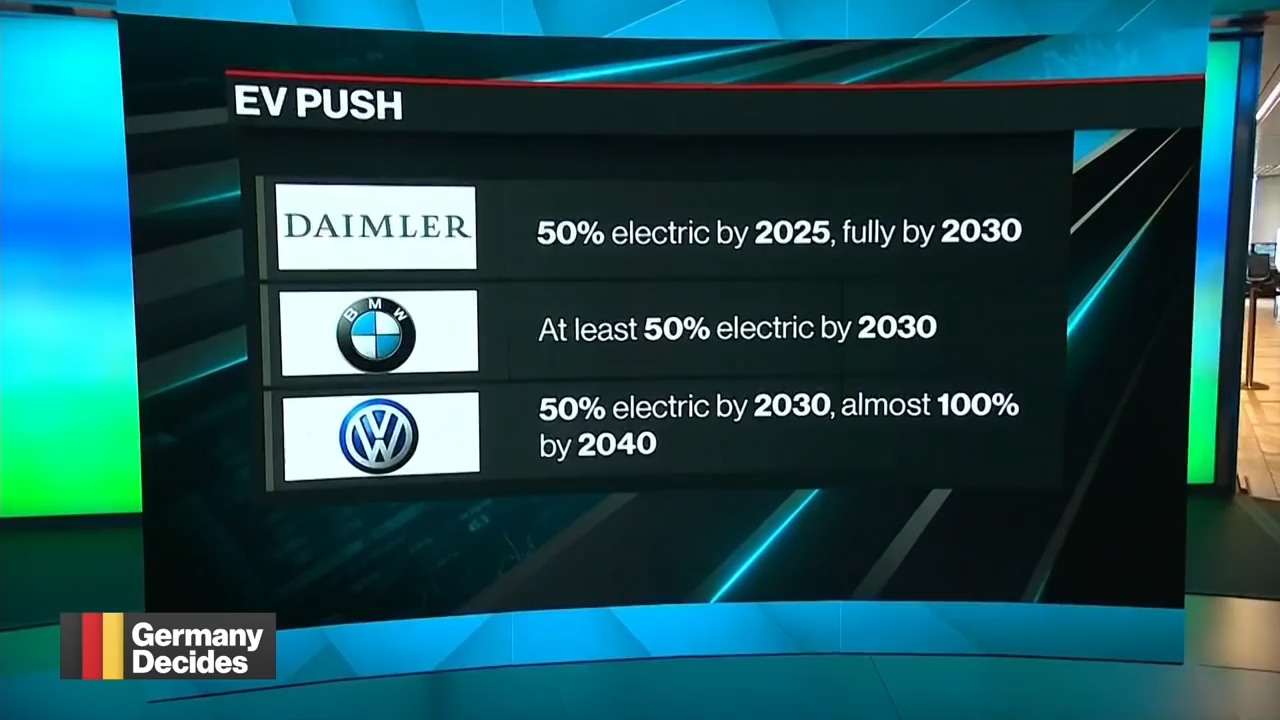 EV PUSH
DAIMLER
50% electric by 2025, fully by 2030
BMW
At least 50% electric by 2030
VW
50% electric by 2030, almost 100%
by 2040
Germany
Decides